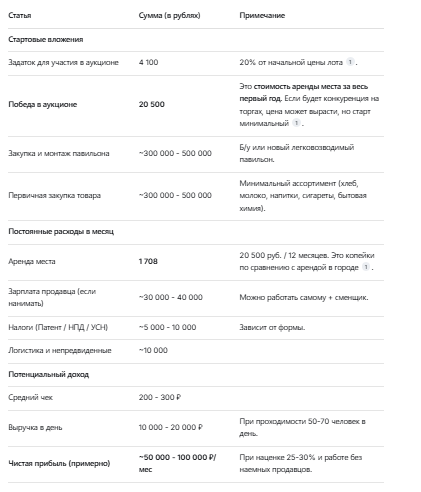 Статья Сумма (в рублях) Примечание
Стартовые вложения
Задаток для участия в аукционе 4 100 20% от начальной цены лота 1 .
Победа в аукционе 20 500 Это стоимость аренды места за весь
первый год. Если будет конкуренция на
торгах, цена может вырасти, но старт
минимальный 1 .
Закупка и монтаж павильона ~300 000 - 500 000 Б/у или новый легковозводимый
павильон.
Первичная закупка товара ~300 000 - 500 000 Минимальный ассортимент (хлеб,
молоко, напитки, сигареты, бытовая
химия).
Постоянные расходы в месяц
Аренда места 1 708 20 500 руб. / 12 месяцев. Это копейки
по сравнению с арендой в городе 1 .
Зарплата продавца (если
нанимать) ~30 000 - 40 000 Можно работать самому + сменщик.
Налоги (Патент / НПД / УСН) ~5 000 - 10 000 Зависит от формы.
Логистика и непредвиденные ~10 000
Потенциальный доход
Средний чек 200 - 300 ₽
Выручка в день 10 000 - 20 000 ₽ При проходимости 50-70 человек в
день.
Чистая прибыль (примерно) ~50 000 - 100 000 ₽/
мес При наценке 25-30% и работе без
наемных продавцов.